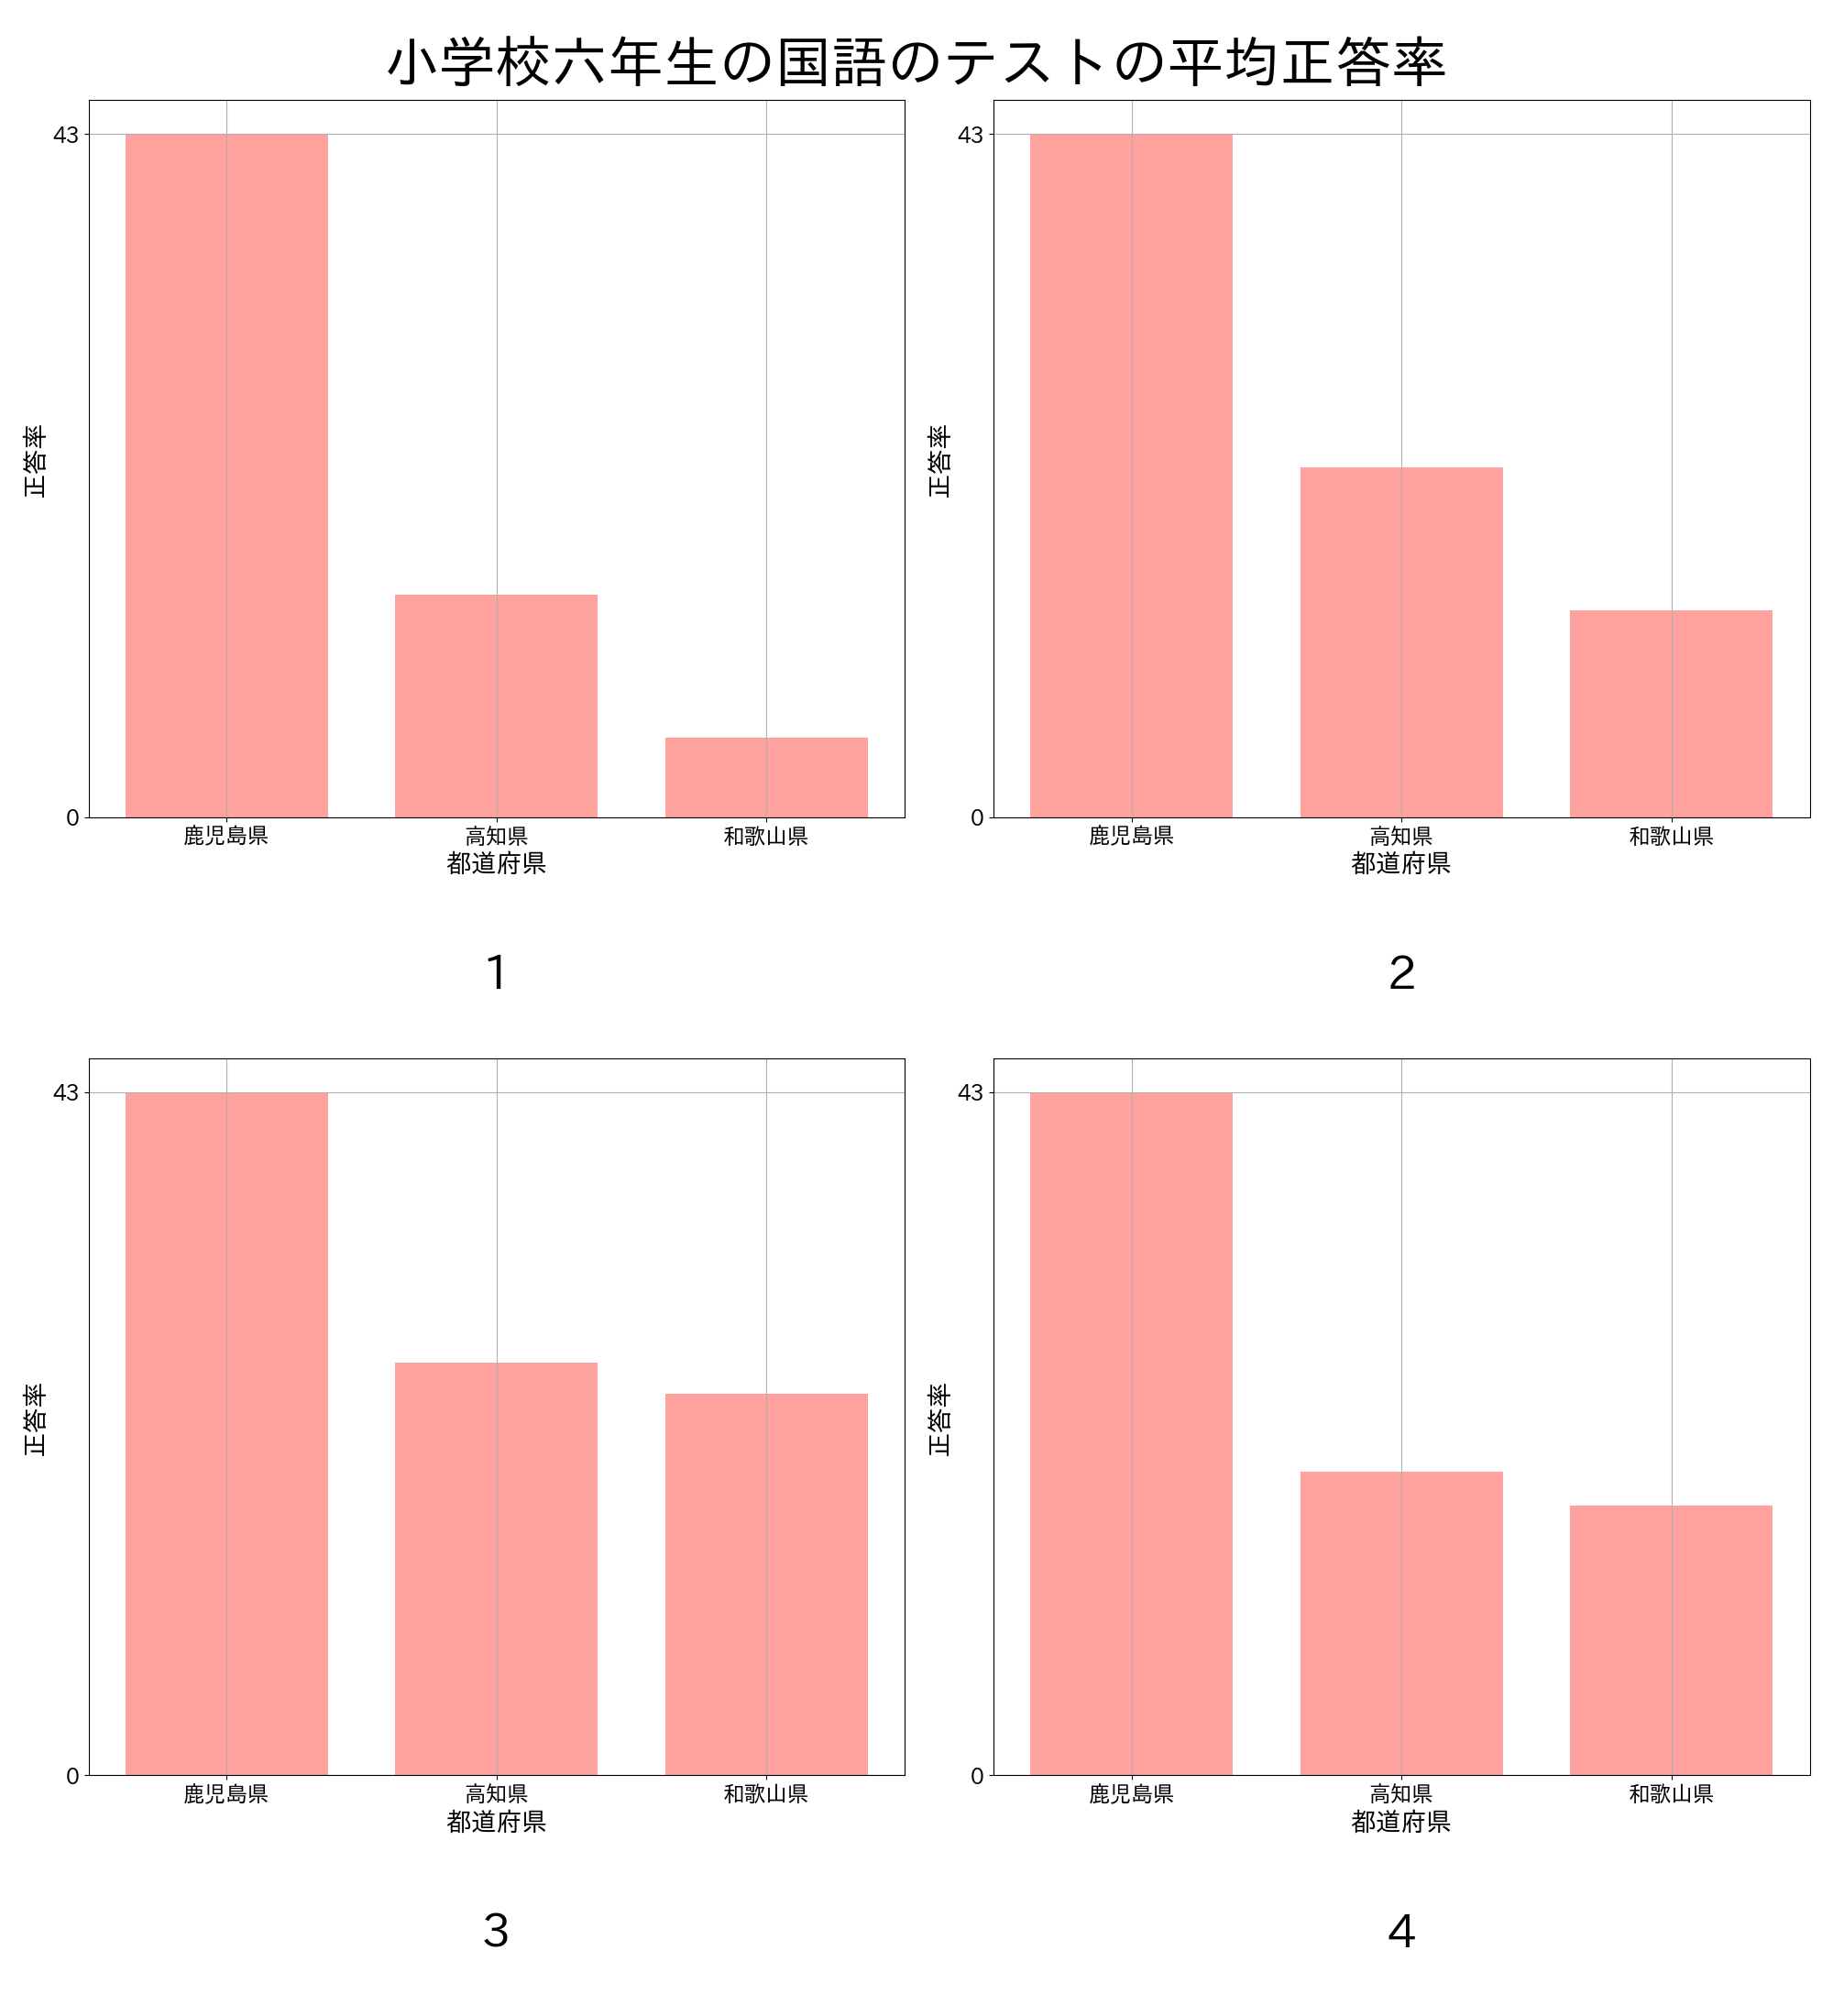 小学校六年生の国語のテストの平均正答率
43
0
正答率
鹿児島県 高知県 和歌山県
都道府県
1
43
0
正答率
鹿児島県 高知県 和歌山県
都道府県
2
43
0
正答率
鹿児島県 高知県 和歌山県
都道府県
3
43
0
正答率
鹿児島県 高知県 和歌山県
都道府県
4